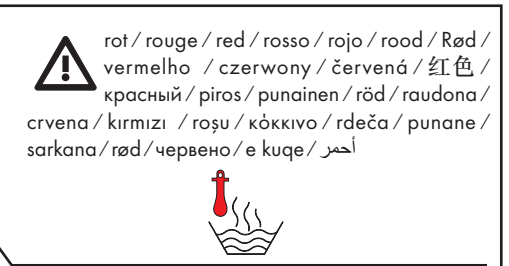 rot / rouge / red / rosso / rojo / rood / Rød /
vermelho / czerwony / červená / 红色 /
красный / piros / punainen / röd / raudona /
crvena / kırmızı / roşu / κόκκινο / rdeča / punane /
sarkana / rød / червено / e kuqe / أحمر